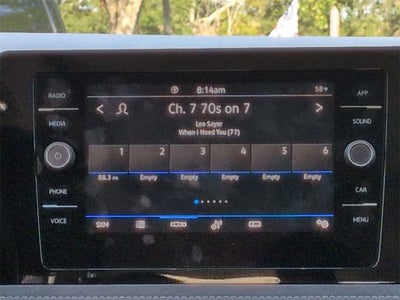 RADIO
MEDIA
PHONE
VOICE
8:14am
58°F
< Ch. 7 70s on 7 >
Leo Sayer
When I Need You (77)
1 2 3 4 5 6
88.3 FM Empty Empty Empty Empty Empty
SXM
APP
SOUND
CAR
MENU